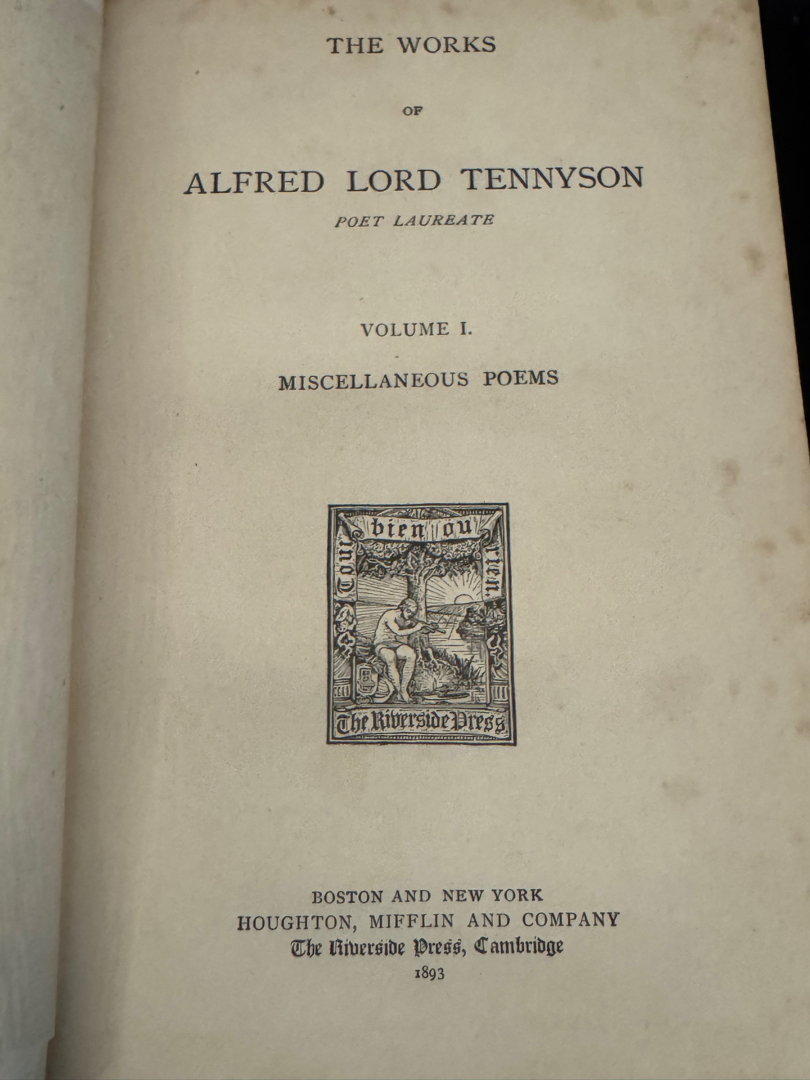 THE WORKS
OF
ALFRED LORD TENNYSON
POET LAUREATE
VOLUME I.
MISCELLANEOUS POEMS
Tout bien ou rien.
The Riverside Press
BOSTON AND NEW YORK
HOUGHTON, MIFFLIN AND COMPANY
The Riverside Press, Cambridge
1893